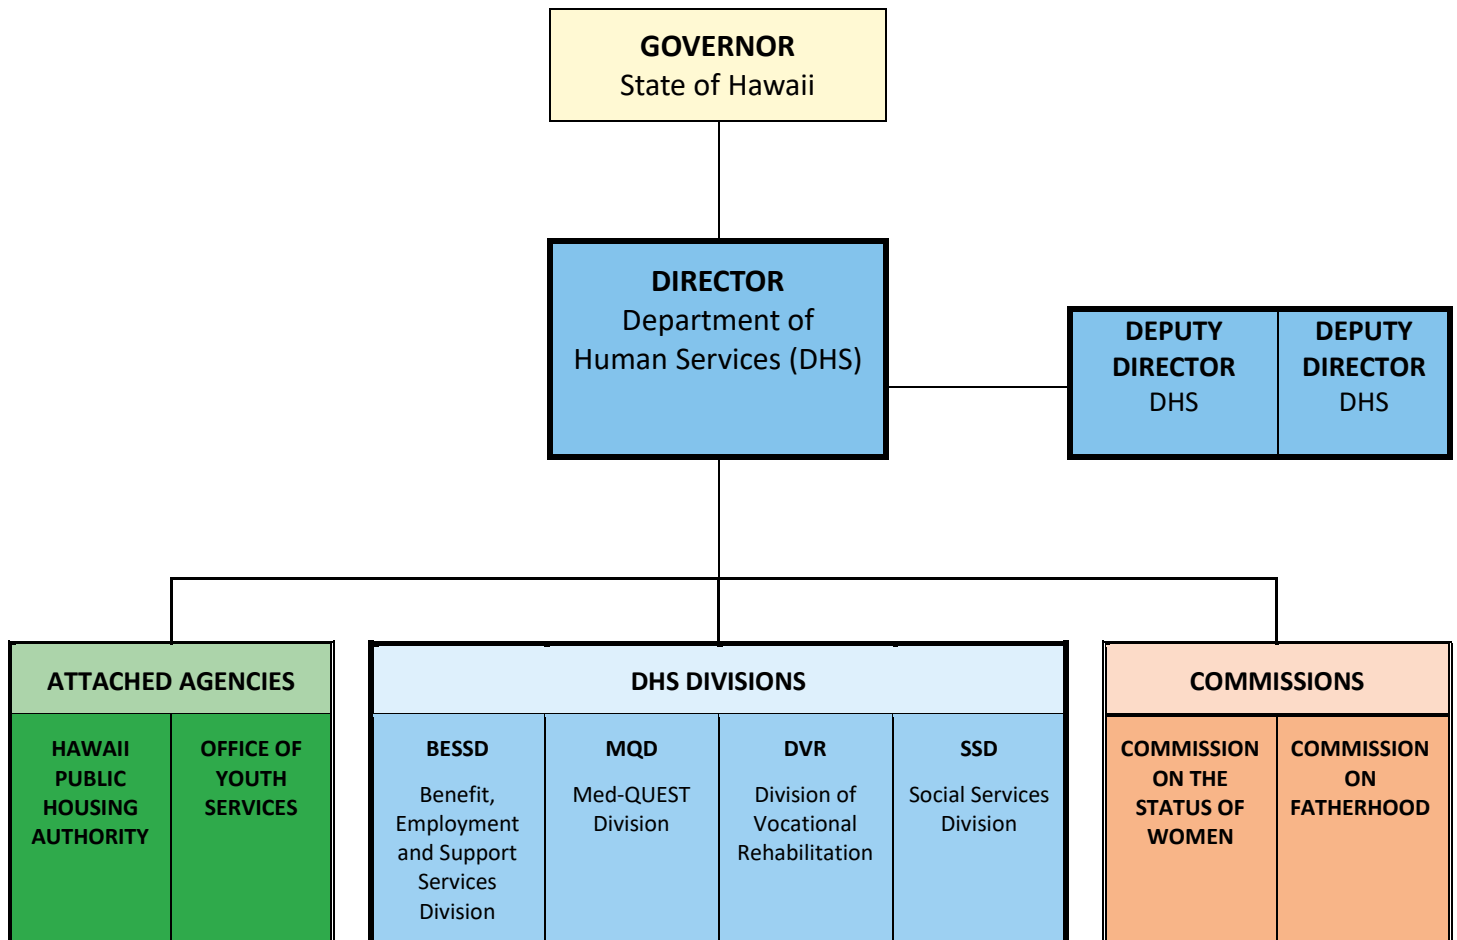 GOVERNOR
State of Hawaii
DIRECTOR
Department of
Human Services (DHS)
DEPUTY
DIRECTOR
DHS
DEPUTY
DIRECTOR
DHS
ATTACHED AGENCIES
HAWAII
PUBLIC
HOUSING
AUTHORITY
OFFICE OF
YOUTH
SERVICES
DHS DIVISIONS
BESSD
Benefit,
Employment
and Support
Services
Division
MQD
Med-QUEST
Division
DVR
Division of
Vocational
Rehabilitation
SSD
Social Services
Division
COMMISSIONS
COMMISSION
ON THE
STATUS OF
WOMEN
COMMISSION
ON
FATHERHOOD